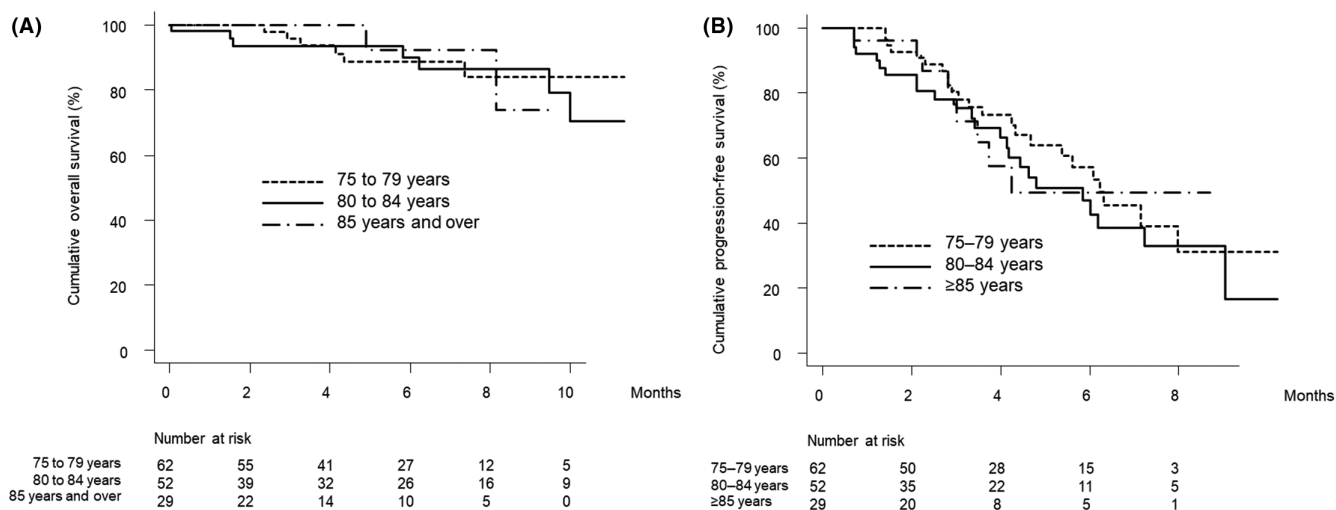 (A)
Cumulative overall survival (%)
100
80
60
40
20
0
75 to 79 years
80 to 84 years
85 years and over
0 2 4 6 8 10 Months
Number at risk
75 to 79 years 62 55 41 27 12 5
80 to 84 years 52 39 32 26 16 9
85 years and over 29 22 14 10 5 0
(B)
Cumulative progression-free survival (%)
100
80
60
40
20
0
75–79 years
80–84 years
≥85 years
0 2 4 6 8 Months
Number at risk
75–79 years 62 50 28 15 3
80–84 years 52 35 22 11 5
≥85 years 29 20 8 5 1